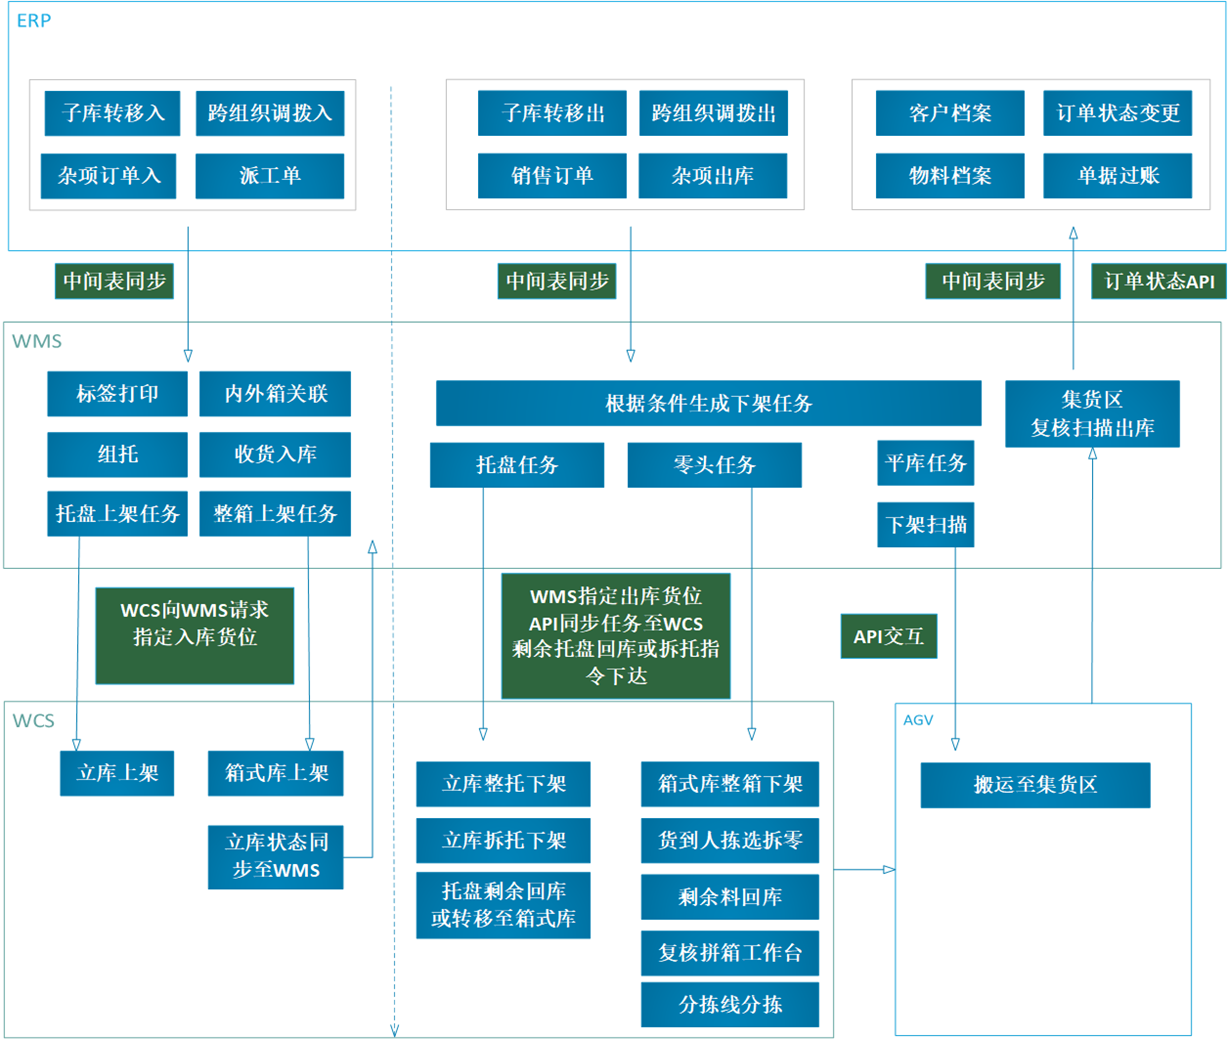 ERP
子库转移入
跨组织调拨入
杂项订单入
派工单
子库转移出
跨组织调拨出
销售订单
杂项出库
客户档案
订单状态变更
物料档案
单据过账
中间表同步
中间表同步
中间表同步
订单状态API
WMS
标签打印
内外箱关联
组托
收货入库
托盘上架任务
整箱上架任务
根据条件生成下架任务
托盘任务
零头任务
平库任务
下架扫描
集货区
复核扫描出库
WCS向WMS请求
指定入库货位
WMS指定出库货位
API同步任务至WCS
剩余托盘回库或拆托指
令下达
API交互
WCS
立库上架
箱式库上架
立库状态同
步至WMS
立库整托下架
立库拆托下架
托盘剩余回库
或转移至箱式库
箱式库整箱下架
货到人拣选拆零
剩余料回库
复核拼箱工作台
分拣线分拣
AGV
搬运至集货区